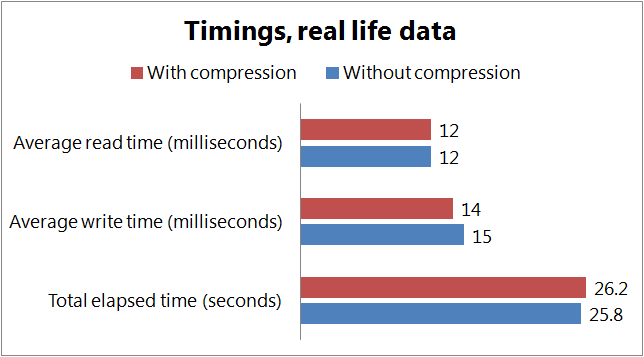 Timings, real life data
With compression Without compression
Average read time (milliseconds)
12
12
Average write time (milliseconds)
14
15
Total elapsed time (seconds)
26.2
25.8